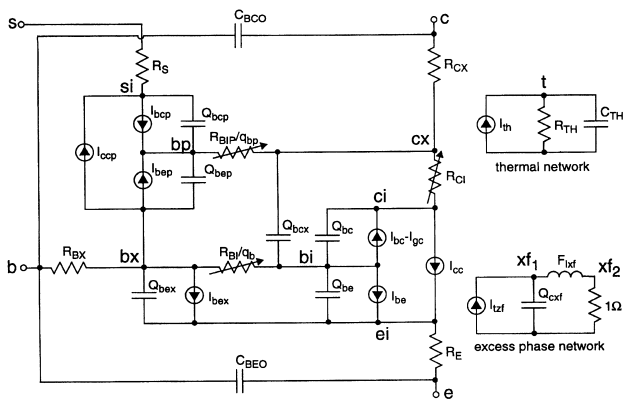 C_BCO
s
c
R_S
R_CX
si
t
I_bcp
Q_bcp
C_TH
R_BIP/q_bp
bp
cx
I_th
R_TH
I_ccp
I_bep
Q_bep
R_CI
thermal network
ci
Q_bcx
Q_bc
I_bc-I_gc
R_BX
bx
R_BI/q_b
bi
I_cc
b
xf_1
F_lxf
xf_2
Q_bex
I_bex
Q_be
I_be
Q_cxf
I_tzf
1Ω
ei
R_E
excess phase network
C_BEO
e